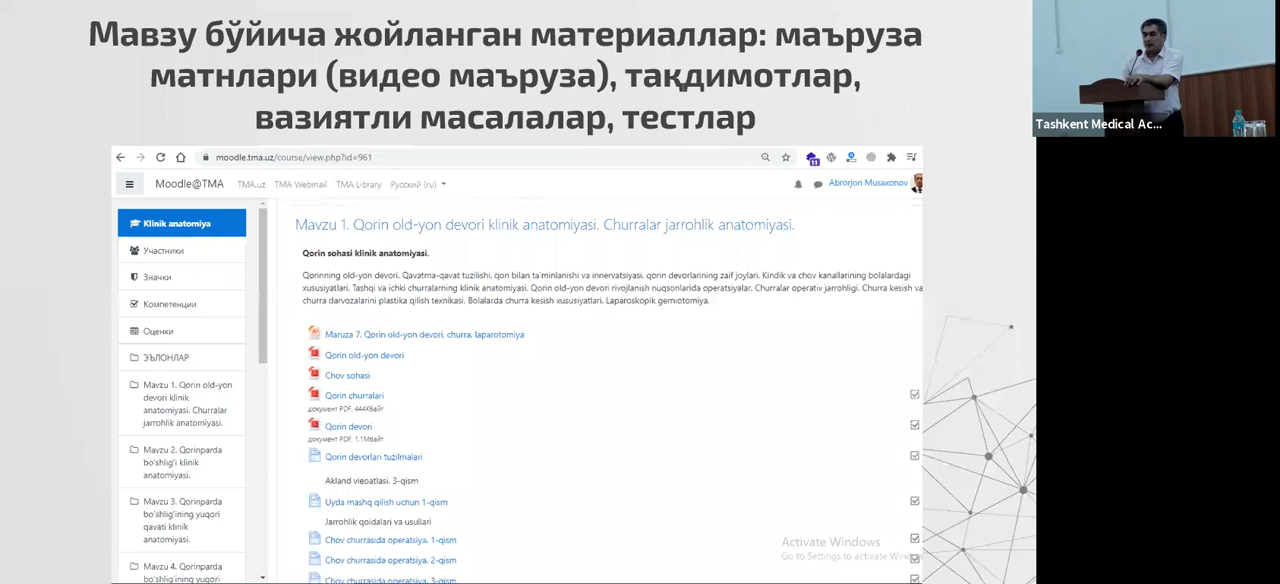 Мавзу бўйича жойланган материаллар: маъруза
матнлари (видео маъруза), тақдимотлар,
вазиятли масалалар, тестлар
Tashkent Medical Ac...
moodle.tma.uz/course/view.php?id=961
11
Moodle@TMA TMA.uz TMA Webmail TMA Library Русский (ru) Abrorjon Musaxonov
Klinik anatomiya
Участники
Значки
Компетенции
Оценки
ЭЪЛОНЛАР
Mavzu 1. Qorin old-yon
devori klinik
anatomiyasi. Churralar
jarrohlik anatomiyasi.
Mavzu 2. Qorinparda
bo'shlig'i klinik
anatomiyasi.
Mavzu 3. Qorinparda
bo'shlig'ining yuqori
qavati klinik
anatomiyasi.
Mavzu 4. Qorinparda
bo'shlig'ining yuqori
Mavzu 1. Qorin old-yon devori klinik anatomiyasi. Churralar jarrohlik anatomiyasi.
Qorin sohasi klinik anatomiyasi.
Qorinning old-yon devori. Qavatma-qavat tuzilishi, qon bilan ta'minlanishi va innervatsiyasi, qorin devorlarining zaif joylari. Kindik va chov kanallarining bolalardagi
xususiyatlari. Tashqi va ichki churralarning klinik anatomiyasi. Qorin old-yon devori rivojlanish nuqsonlarida operatsiyalar. Churralar operativ jarrohligi. Churra kesish va
churra darvozalarini plastika qilish texnikasi. Bolalarda churra kesish xususiyatlari. Laparoskopik gerniotomiya.
Maruza 7. Qorin old-yon devori, churra, laparotomiya
Qorin old-yon devori
Chov sohasi
Qorin churralari
документ PDF, 444Кбайт
Qorin devori
документ PDF, 1.1Мбайт
Qorin devorlari tuzilmalari
Akland vieoatlasi. 3-qism
Uyda mashq qilish uchun 1-qism
Jarrohlik qoidalari va usullari
Chov churrasida operatsiya. 1-qism
Chov churrasida operatsiya. 2-qism
Chov churrasida operatsiya. 3-qism
Activate Windows
Go to Settings to activate Windows